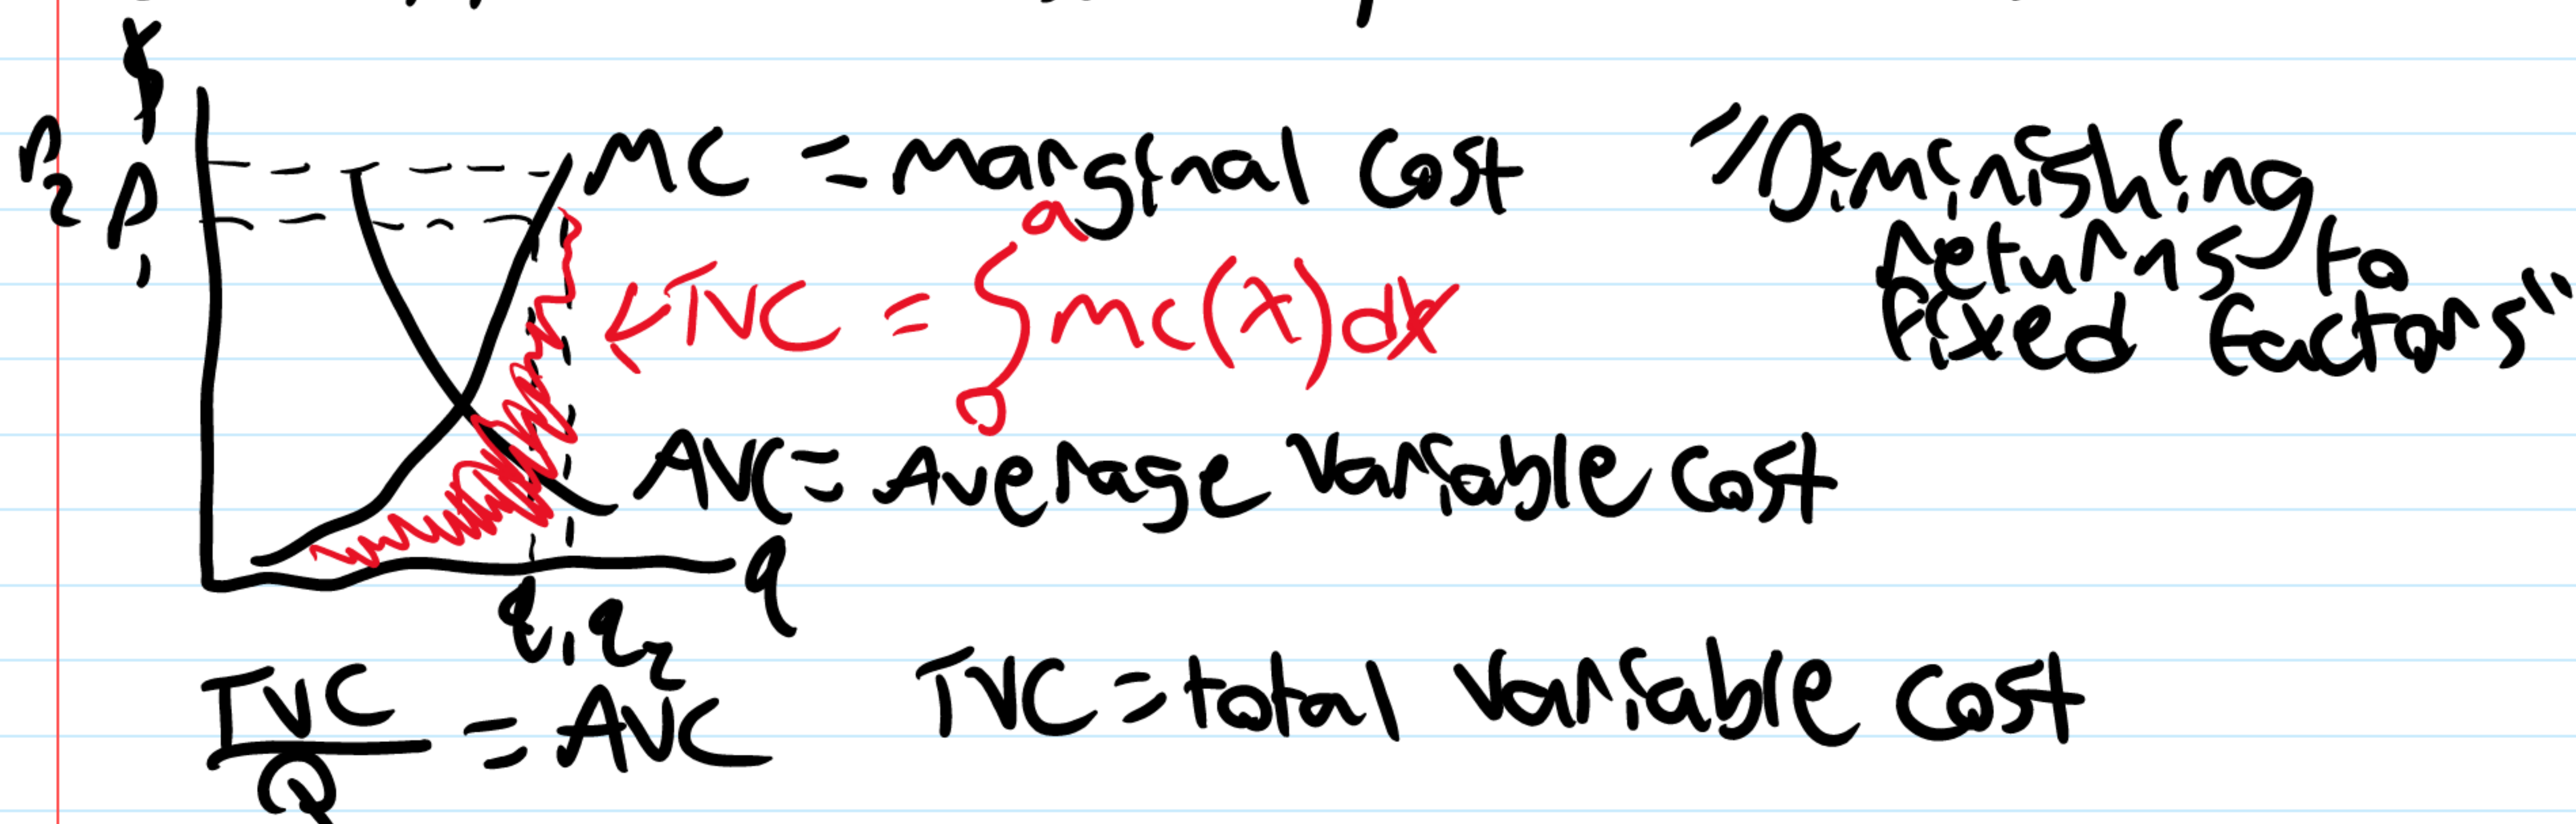 $
P
P2
P1
MC = Marginal Cost
"Diminishing
returns to
fixed factors"
←TVC = ∫₀^q MC(x)dx
AVC = Average Variable Cost
q
q1 q2
TVC/Q = AVC
TVC = total Variable Cost